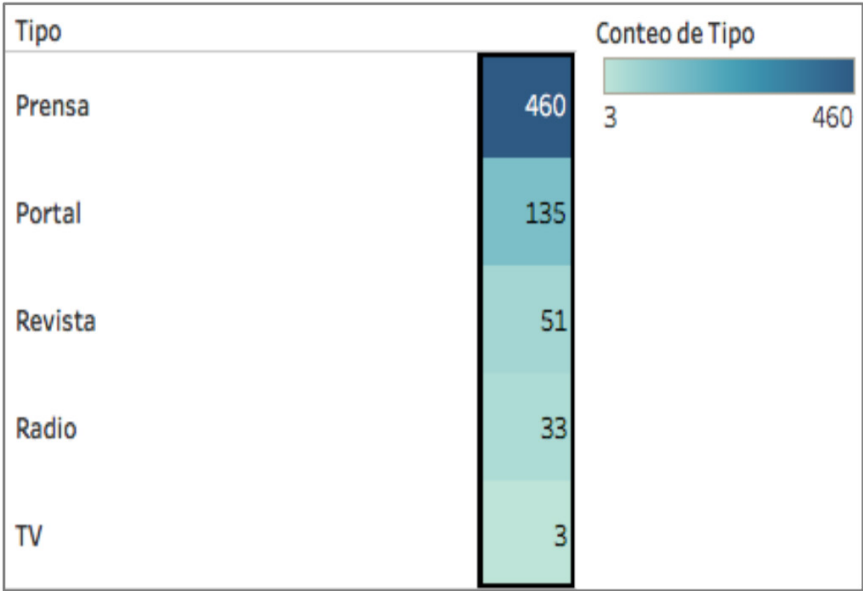 Tipo
Conteo de Tipo
3 460
Prensa 460
Portal 135
Revista 51
Radio 33
TV 3